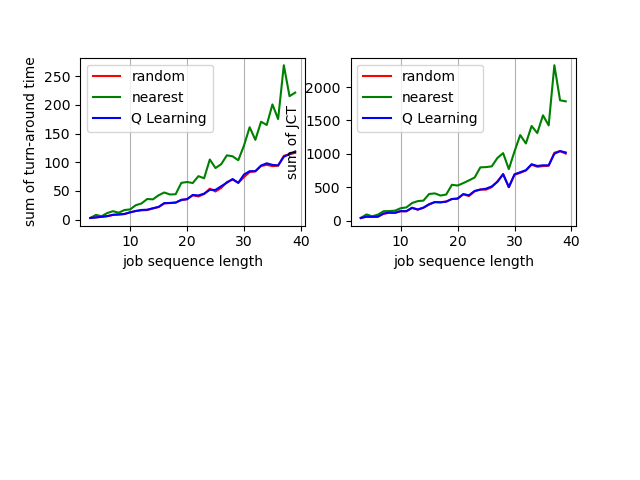 sum of turn-around time
250
200
150
100
50
0
random
nearest
Q Learning
10
20
30
40
job sequence length
sum of JCT
2000
1500
1000
500
0
random
nearest
Q Learning
10
20
30
40
job sequence length